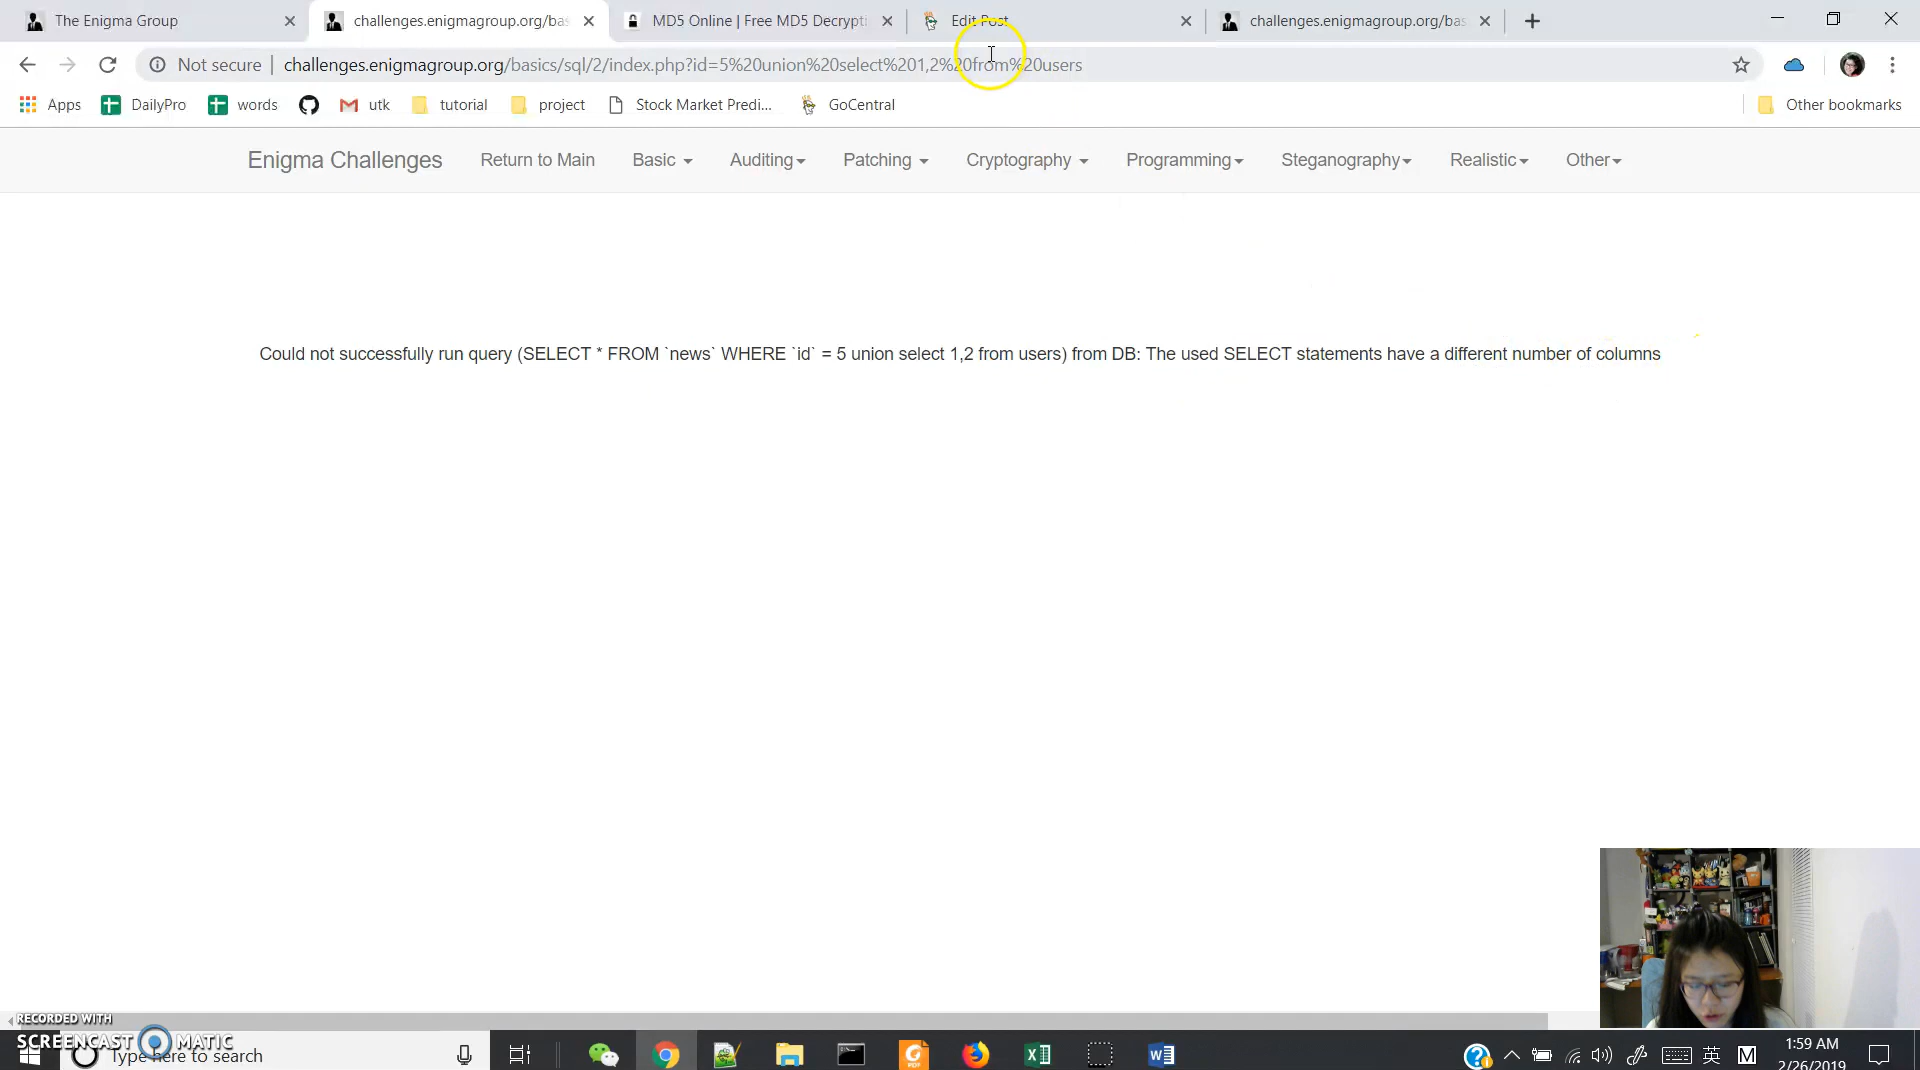 The Enigma Group
challenges.enigmagroup.org/bas
MD5 Online | Free MD5 Decrypti
Edit Post
challenges.enigmagroup.org/bas
Not secure | challenges.enigmagroup.org/basics/sql/2/index.php?id=5%20union%20select%201,2%20from%20users
Apps DailyPro words utk tutorial project Stock Market Predi... GoCentral Other bookmarks
Enigma Challenges Return to Main Basic Auditing Patching Cryptography Programming Steganography Realistic Other
Could not successfully run query (SELECT * FROM `news` WHERE `id` = 5 union select 1,2 from users) from DB: The used SELECT statements have a different number of columns
RECORDED WITH
SCREENCAST MATIC
Type here to search
英
M
1:59 AM
2/26/2019